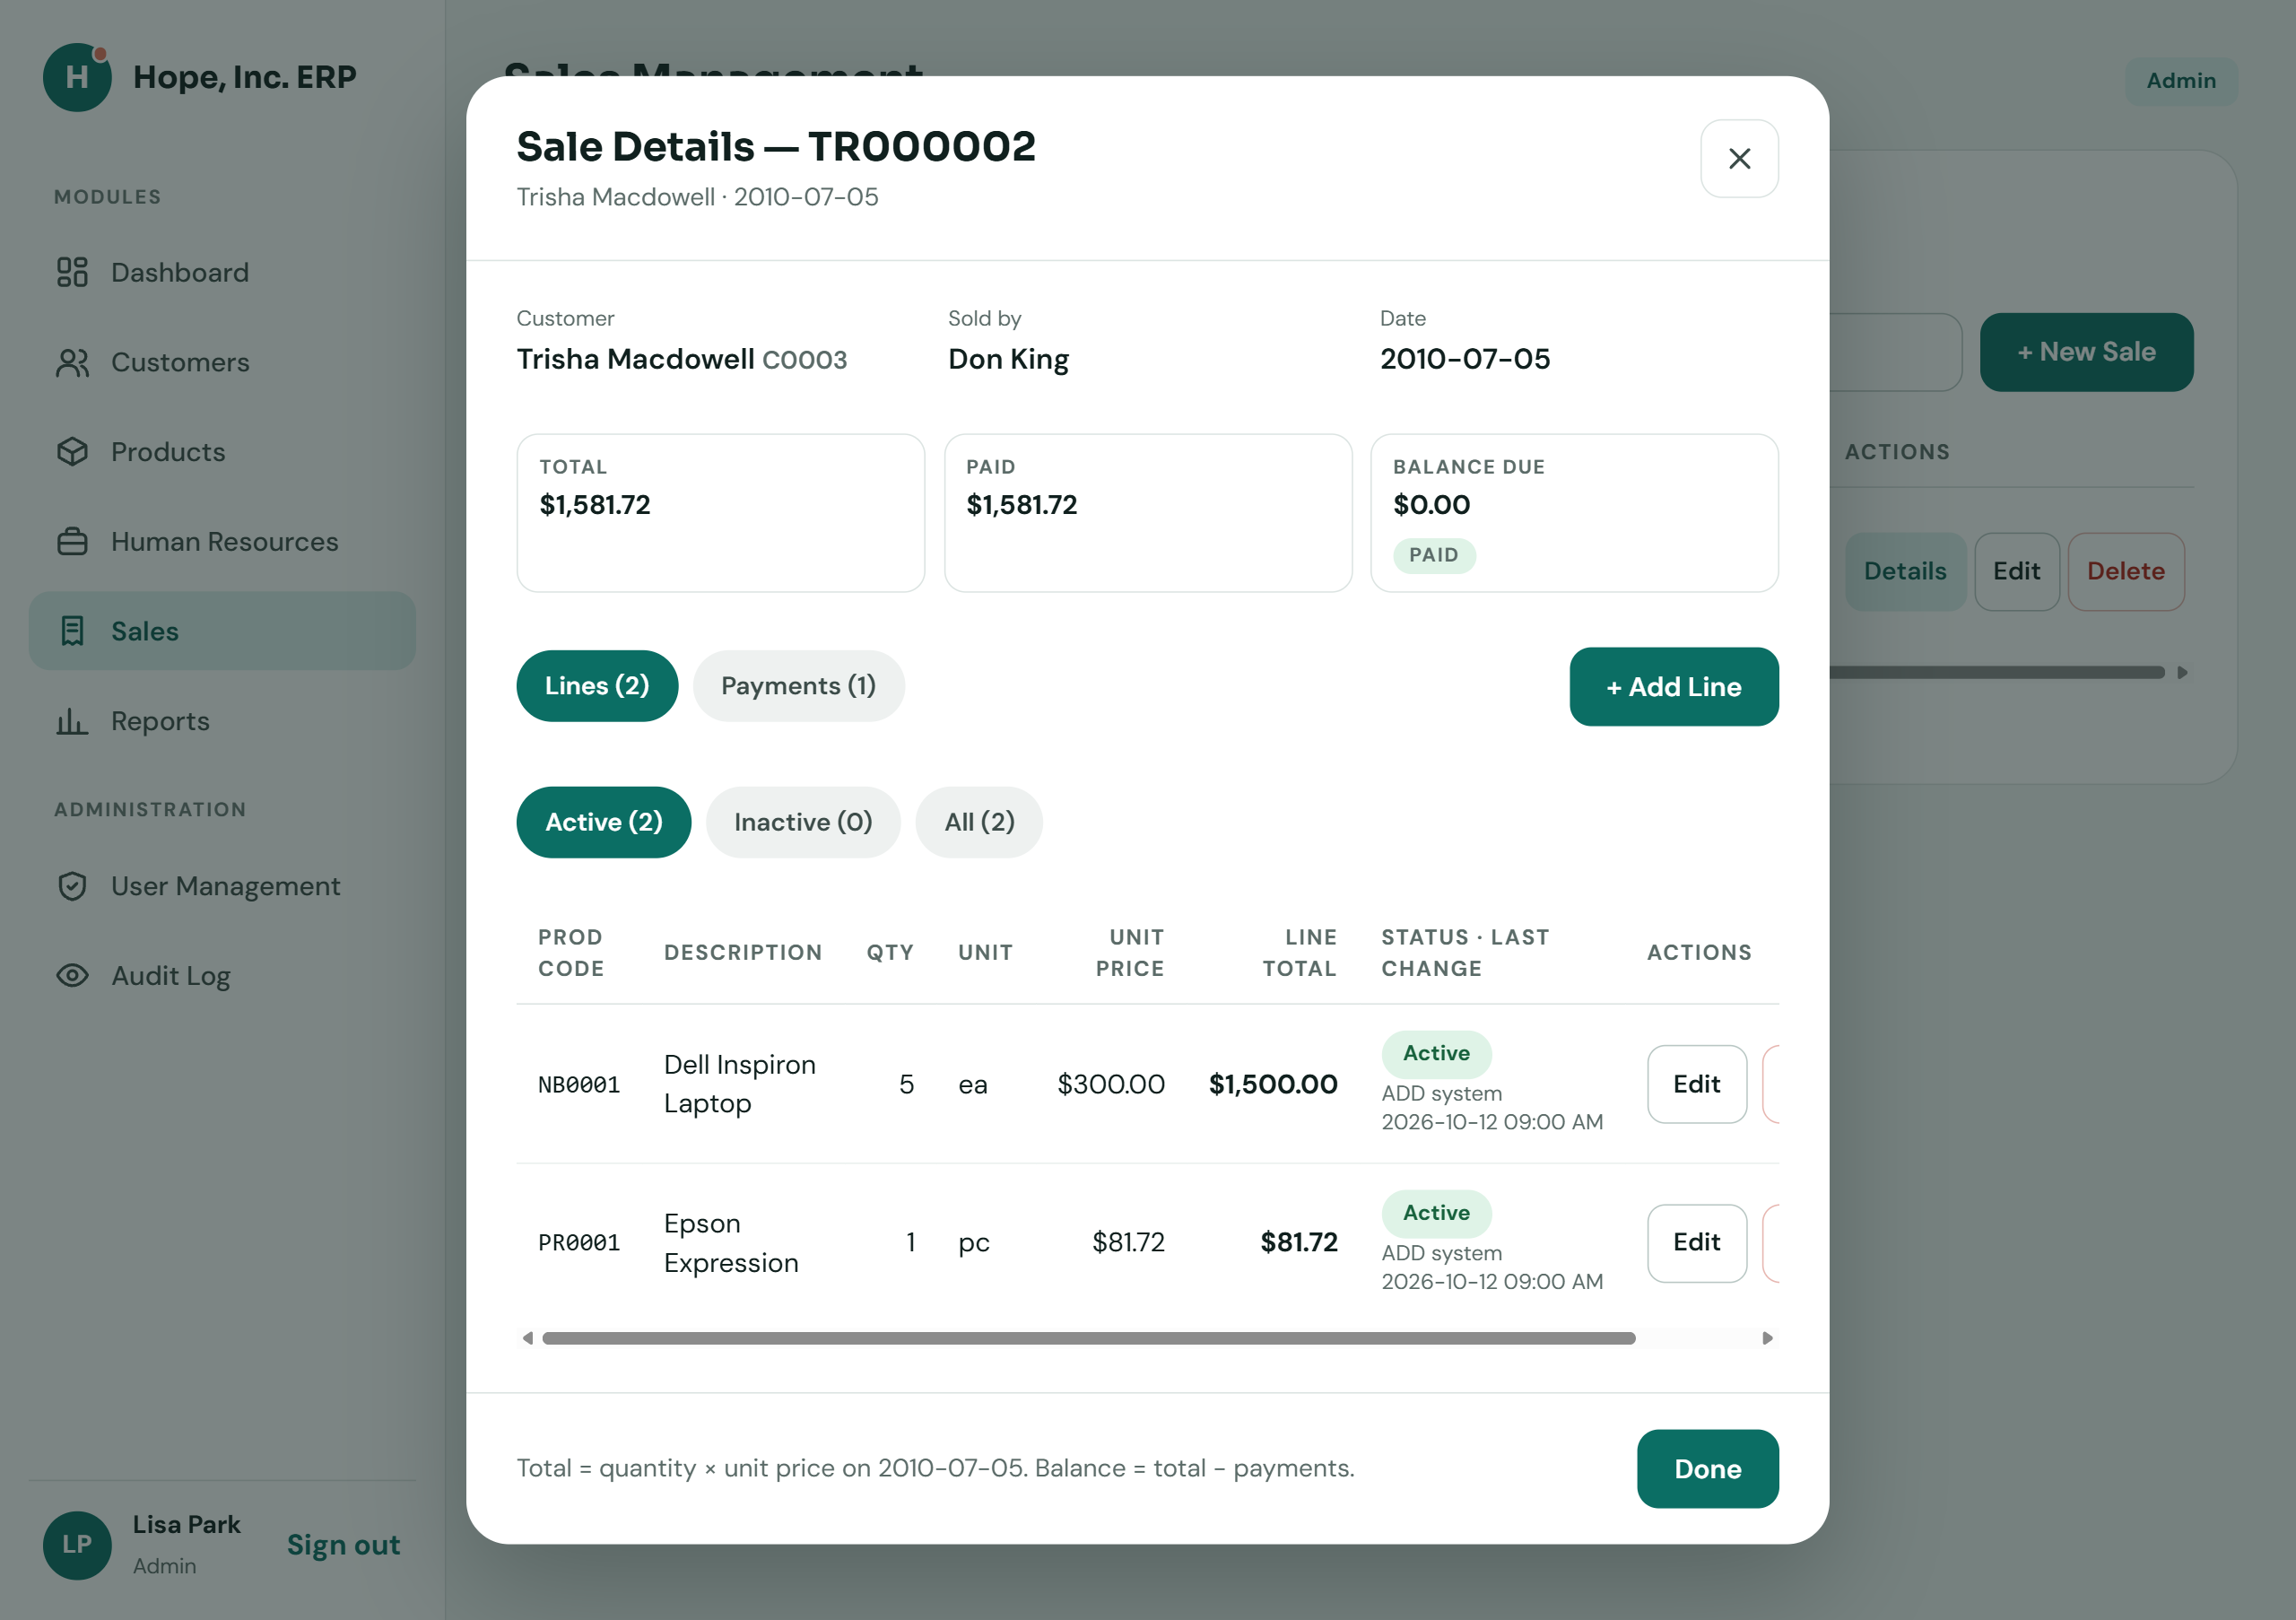 H
Hope, Inc. ERP
MODULES
Dashboard
Customers
Products
Human Resources
Sales
Reports
ADMINISTRATION
User Management
Audit Log
LP
Lisa Park
Admin
Sign out
Sales Management
Admin
+ New Sale
ACTIONS
Details
Edit
Delete
Sale Details — TR000002
Trisha Macdowell · 2010-07-05
Customer
Trisha Macdowell C0003
Sold by
Don King
Date
2010-07-05
TOTAL
$1,581.72
PAID
$1,581.72
BALANCE DUE
$0.00
PAID
Lines (2)
Payments (1)
+ Add Line
Active (2)
Inactive (0)
All (2)
PROD
CODE
DESCRIPTION
QTY
UNIT
UNIT
PRICE
LINE
TOTAL
STATUS · LAST
CHANGE
ACTIONS
NB0001
Dell Inspiron
Laptop
5
ea
$300.00
$1,500.00
Active
ADD system
2026-10-12 09:00 AM
Edit
PR0001
Epson
Expression
1
pc
$81.72
$81.72
Active
ADD system
2026-10-12 09:00 AM
Edit
Total = quantity × unit price on 2010-07-05. Balance = total − payments.
Done